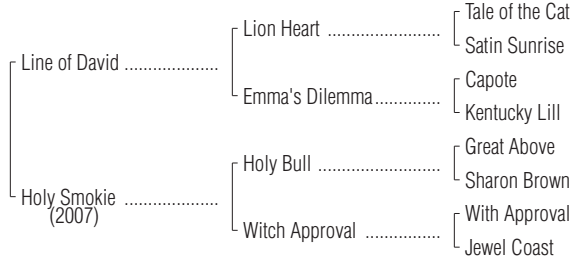 Tale of the Cat
Lion Heart ....................
Satin Sunrise
Line of David .................
Capote
Emma's Dilemma..............
Kentucky Lill
Great Above
Holy Bull ......................
Sharon Brown
Holy Smokie .................
(2007)
With Approval
Witch Approval ..............
Jewel Coast